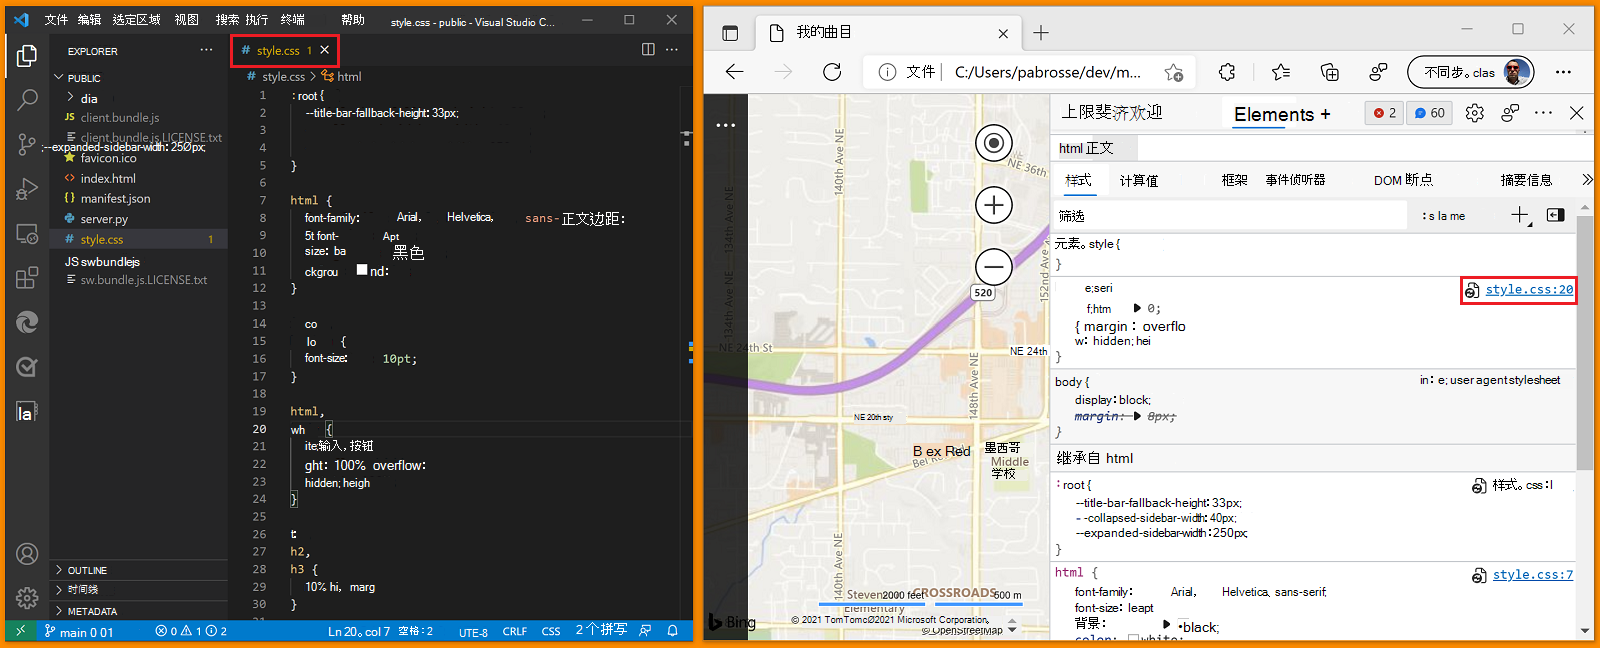 文件 编辑 选定区域 视图 搜索 执行 终端 帮助 style.css - public - Visual Studio C...
EXPLORER
PUBLIC
dia
JS client.bundle.js
client.bundle.js.LICENSE.txt
;--expanded-sidebar-width: 250px;
favicon.ico
index.html
manifest.json
server.py
# style.css 1
JS swbundlejs
sw.bundle.js.LICENSE.txt
OUTLINE
时间线
METADATA
# style.css 1
# style.css > html
1 : root {
2 --title-bar-fallback-height: 33px;
3
4
5 }
6
7 html {
8 font-family: Arial, Helvetica, sans-正文边距:
9 5t font- Apt
10 size: ba 黑色
11 ckgrou nd:
12 }
13
14 co
15 lo {
16 font-size: 10pt;
17 }
18
19 html,
20 wh {
21 ite;输入，按钮
22 ght: 100% overflow:
23 hidden; heigh
24 }
25
26 t:
27 h2,
28 h3 {
29 10% hi, marg
30 }
main 0 01 0 1 2 Ln 20。col 7 空格: 2 UTF-8 CRLF CSS 2 个拼写
我的曲目
文件 C:/Users/pabrosse/dev/m... 不同步。clas
140th Ave NE
134th Ave NE
NE 36th
152nd Ave NE
520
NE 24th St
NE 24th
148th Ave NE
NE 20th sty
B ex Red
Bel Re
墨西哥
Middle
学校
140th Ave NE
Steven 2000 feet CROSSROADS 500 m
Elementary
Bing
© 2021 TomTom©2021 Microsoft Corporation,
© OpenStreetMap
上限斐济欢迎 Elements + 2 60
html 正文
样式 计算值 框架 事件侦听器 DOM 断点 摘要信息
筛选 : s la me
元素。style {
}
e;seri style.css:20
f;htm 0;
{ margin : overflo
w: hidden; hei
}
body { in: e; user agent stylesheet
display: block;
margin: 8px;
}
继承自 html
: root { 样式。css : l
--title-bar-fallback-height: 33px;
- -collapsed-sidebar-width: 40px;
--expanded-sidebar-width :250px;
}
html { style.css:7
font-family: Arial, Helvetica, sans-serif;
font-size: leapt
背景: •black;
color: white;